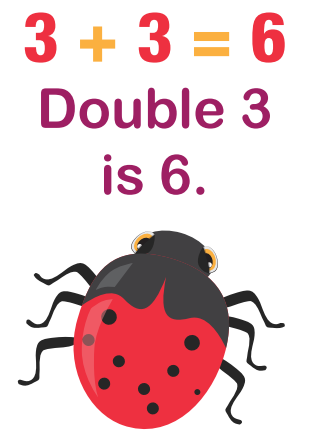 3 + 3 = 6
Double 3
is 6.